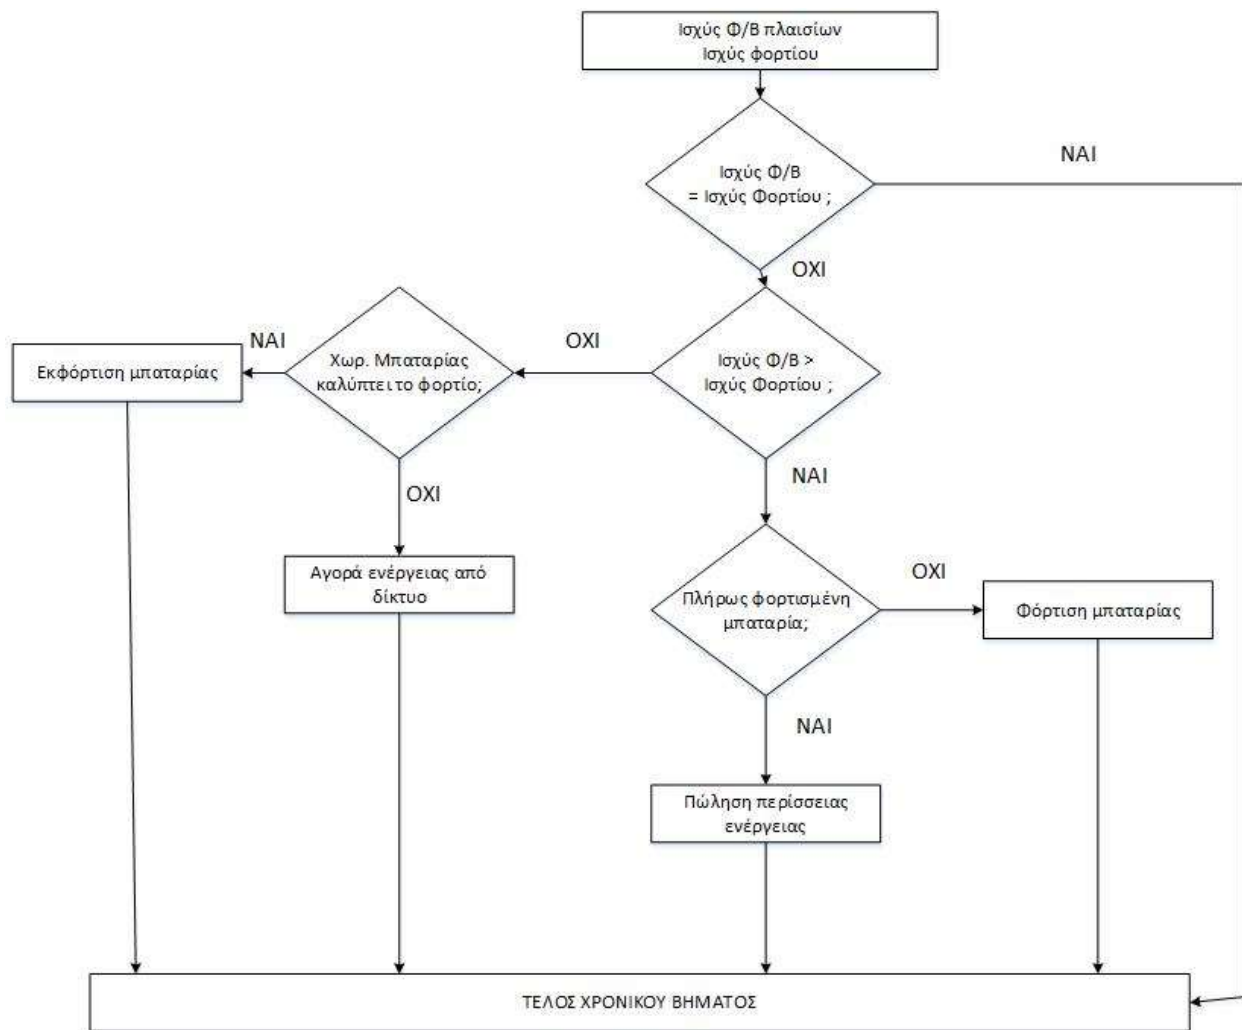 Ισχύς Φ/Β πλαισίων
Ισχύς φορτίου
Ισχύς Φ/Β
= Ισχύς Φορτίου ;
ΝΑΙ
ΟΧΙ
Ισχύς Φ/Β >
Ισχύς Φορτίου ;
ΟΧΙ
Χωρ. Μπαταρίας
καλύπτει το φορτίο;
ΝΑΙ
Εκφόρτιση μπαταρίας
ΟΧΙ
Αγορά ενέργειας από
δίκτυο
ΝΑΙ
Πλήρως φορτισμένη
μπαταρία;
ΟΧΙ
Φόρτιση μπαταρίας
ΝΑΙ
Πώληση περίσσειας
ενέργειας
ΤΕΛΟΣ ΧΡΟΝΙΚΟΥ ΒΗΜΑΤΟΣ